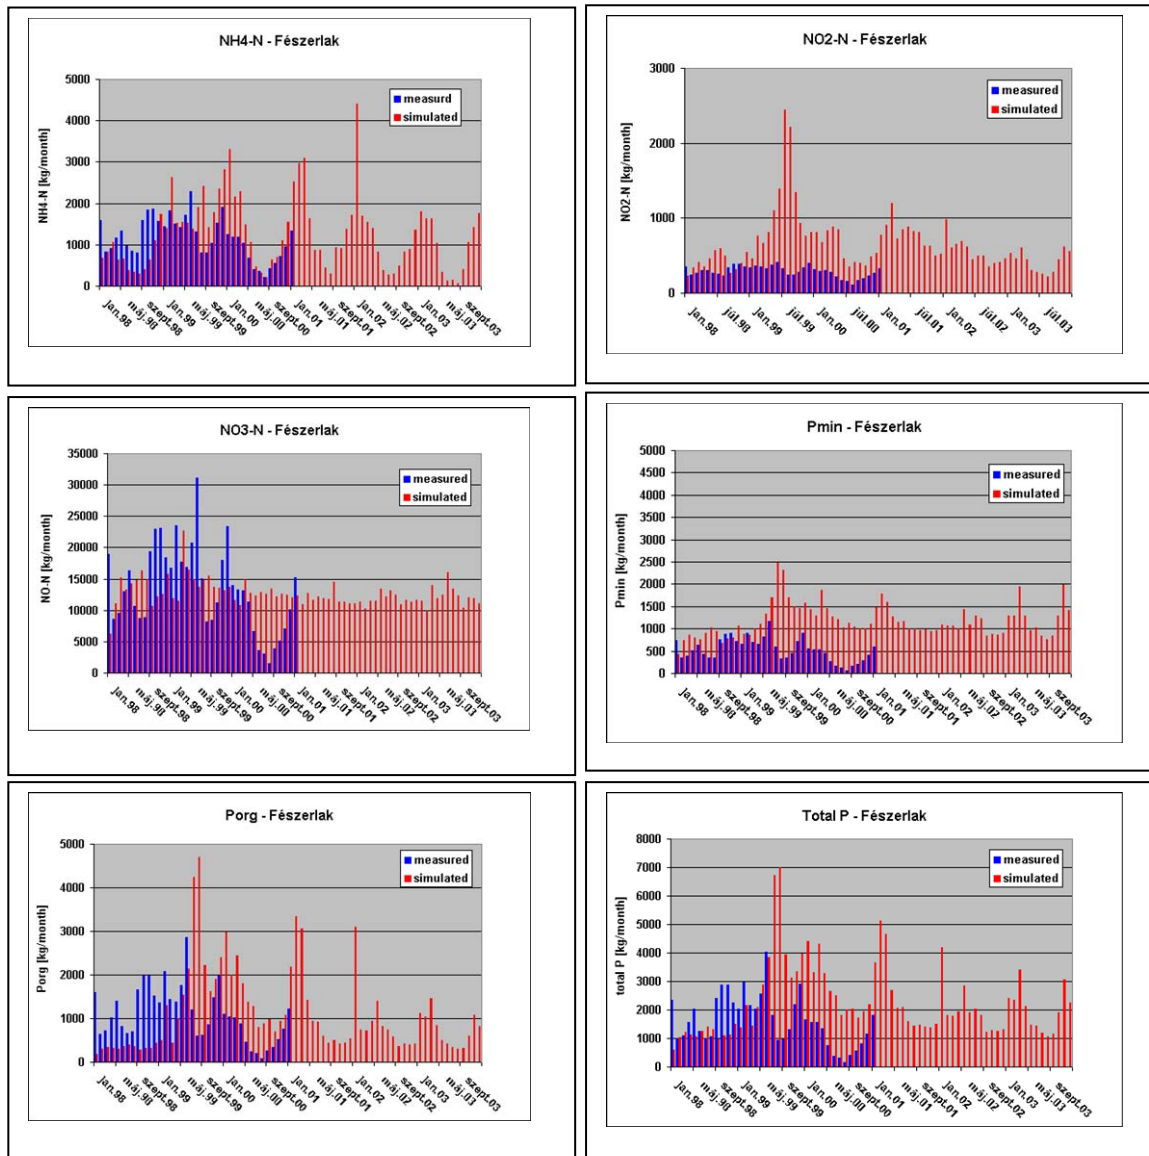 NH4-N - Fészerlak
NH4-N [kg/month]
5000
4000
3000
2000
1000
0
measurd
simulated
jan.98
máj.98
szept.98
jan.99
máj.99
szept.99
jan.00
máj.00
szept.00
jan.01
máj.01
szept.01
jan.02
máj.02
szept.02
jan.03
máj.03
szept.03
NO2-N - Fészerlak
NO2-N [kg/month]
3000
2000
1000
0
measured
simulated
jan.98
júl.98
jan.99
júl.99
jan.00
júl.00
jan.01
júl.01
jan.02
júl.02
jan.03
júl.03
NO3-N - Fészerlak
NO-N [kg/month]
35000
30000
25000
20000
15000
10000
5000
0
measured
simulated
jan.98
máj.98
szept.98
jan.99
máj.99
szept.99
jan.00
máj.00
szept.00
jan.01
máj.01
szept.01
jan.02
máj.02
szept.02
jan.03
máj.03
szept.03
Pmin - Fészerlak
Pmin [kg/month]
5000
4500
4000
3500
3000
2500
2000
1500
1000
500
0
measured
simulated
jan.98
máj.98
szept.98
jan.99
máj.99
szept.99
jan.00
máj.00
szept.00
jan.01
máj.01
szept.01
jan.02
máj.02
szept.02
jan.03
máj.03
szept.03
Porg - Fészerlak
Porg [kg/month]
5000
4000
3000
2000
1000
0
measured
simulated
jan.98
máj.98
szept.98
jan.99
máj.99
szept.99
jan.00
máj.00
szept.00
jan.01
máj.01
szept.01
jan.02
máj.02
szept.02
jan.03
máj.03
szept.03
Total P - Fészerlak
total P [kg/month]
8000
7000
6000
5000
4000
3000
2000
1000
0
measured
simulated
jan.98
máj.98
szept.98
jan.99
máj.99
szept.99
jan.00
máj.00
szept.00
jan.01
máj.01
szept.01
jan.02
máj.02
szept.02
jan.03
máj.03
szept.03